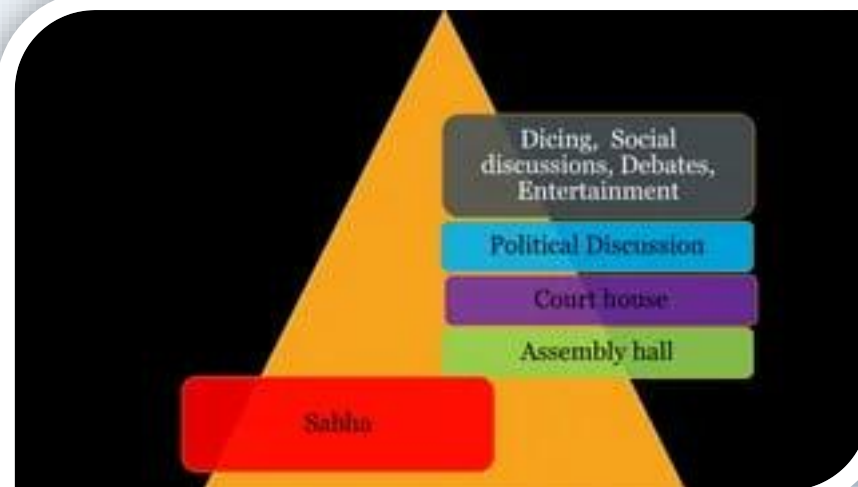 Dicing, Social
discussions, Debates,
Entertainment
Political Discussion
Court house
Assembly hall
Sabha